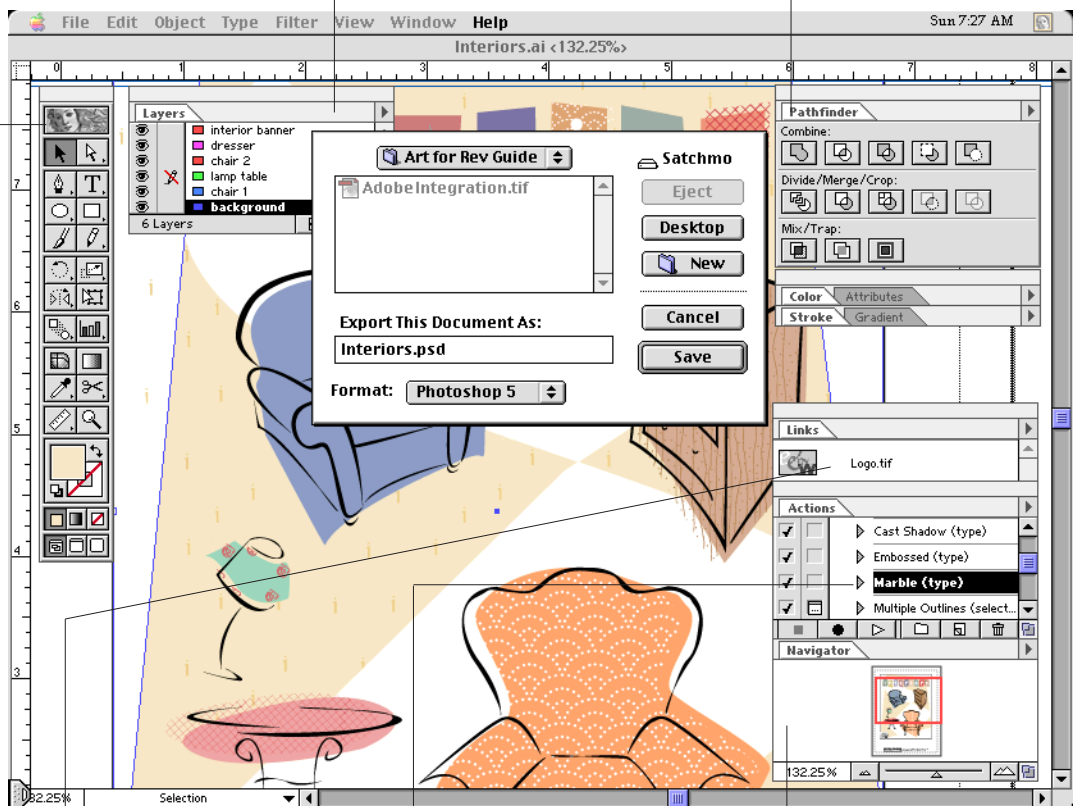 File Edit Object Type Filter View Window Help Sun 7:27 AM
Interiors.ai <132.25%>
0 1 2 3 4 5 6 7 8
Layers
interior banner
dresser
chair 2
lamp table
chair 1
background
6 Layers
Art for Rev Guide
AdobeIntegration.tif
Satchmo
Eject
Desktop
New
Export This Document As:
Interiors.psd
Cancel
Save
Format: Photoshop 5
Pathfinder
Combine:
Divide/Merge/Crop:
Mix/Trap:
Color Attributes
Stroke Gradient
Links
Logo.tif
Actions
Cast Shadow (type)
Embossed (type)
Marble (type)
Multiple Outlines (select...
Navigator
132.25%
T
7
6
5
4
3
32.25% Selection